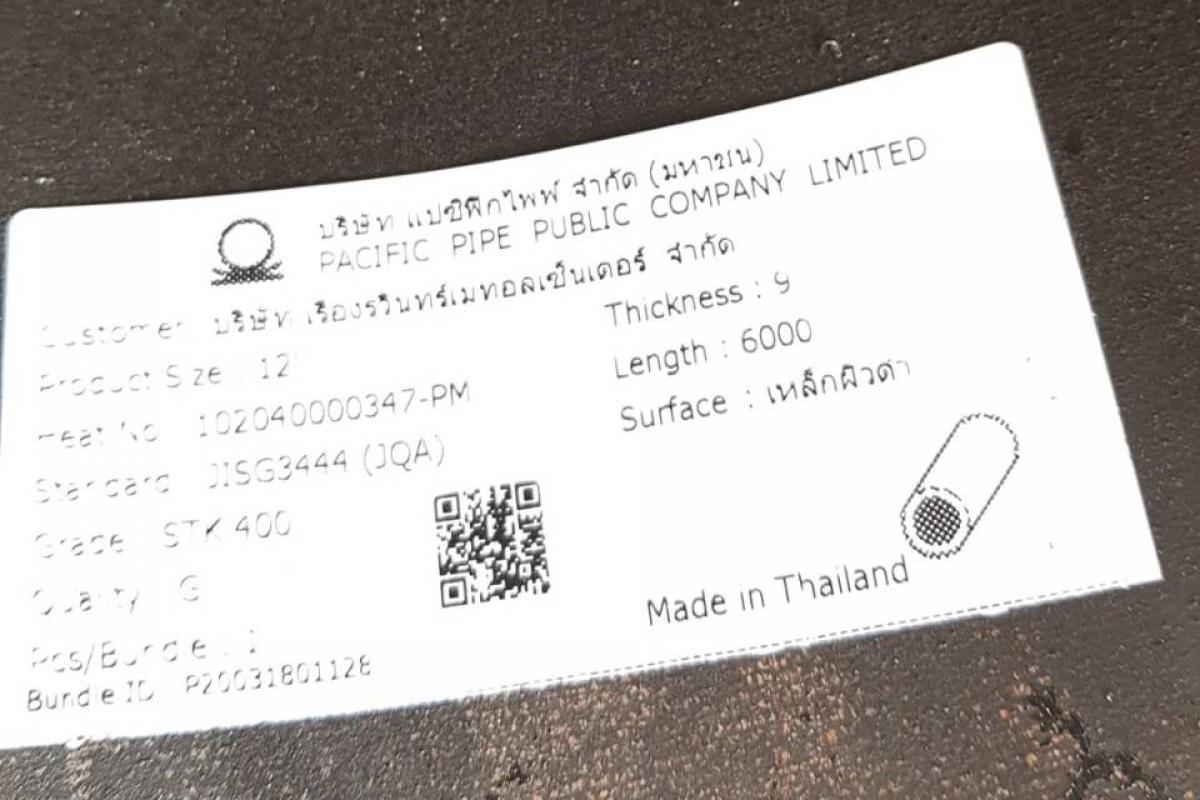 บริษัท แปซิฟิกไพพ์ จำกัด (มหาชน)
PACIFIC PIPE PUBLIC COMPANY LIMITED
Customer บริษัท เรืองรวินทร์เมทอลเซ็นเตอร์ จำกัด
Product Size : 12" Thickness : 9
Heat No 102040000347-PM Length : 6000
Standard JISG3444 (JQA) Surface : เหล็กผิวดำ
Grade STK 400
Quality G
Pcs/Bundle : 1
Bundle ID P20031801128
Made in Thailand